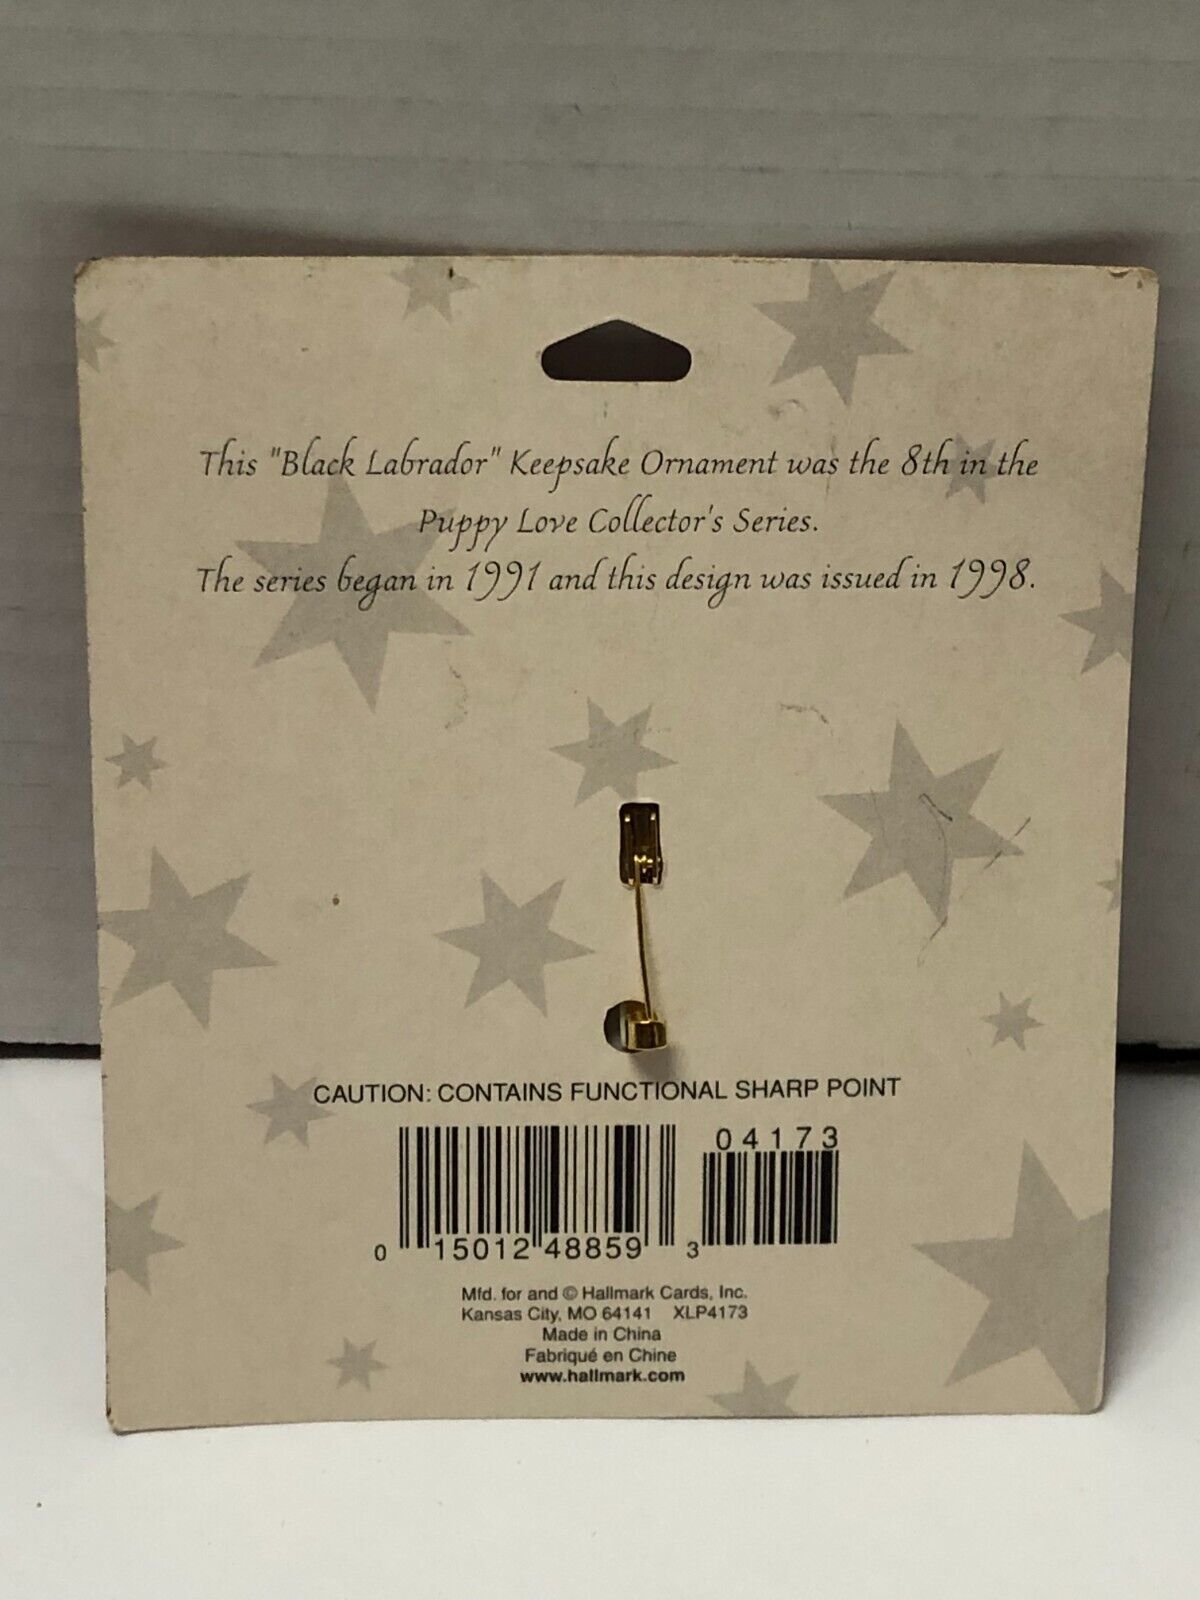 This "Black Labrador" Keepsake Ornament was the 8th in the
Puppy Love Collector's Series.
The series began in 1991 and this design was issued in 1998.
CAUTION: CONTAINS FUNCTIONAL SHARP POINT
04173
0 15012 48859 3
Mfd. for and © Hallmark Cards, Inc.
Kansas City, MO 64141 XLP4173
Made in China
Fabriqué en Chine
www.hallmark.com